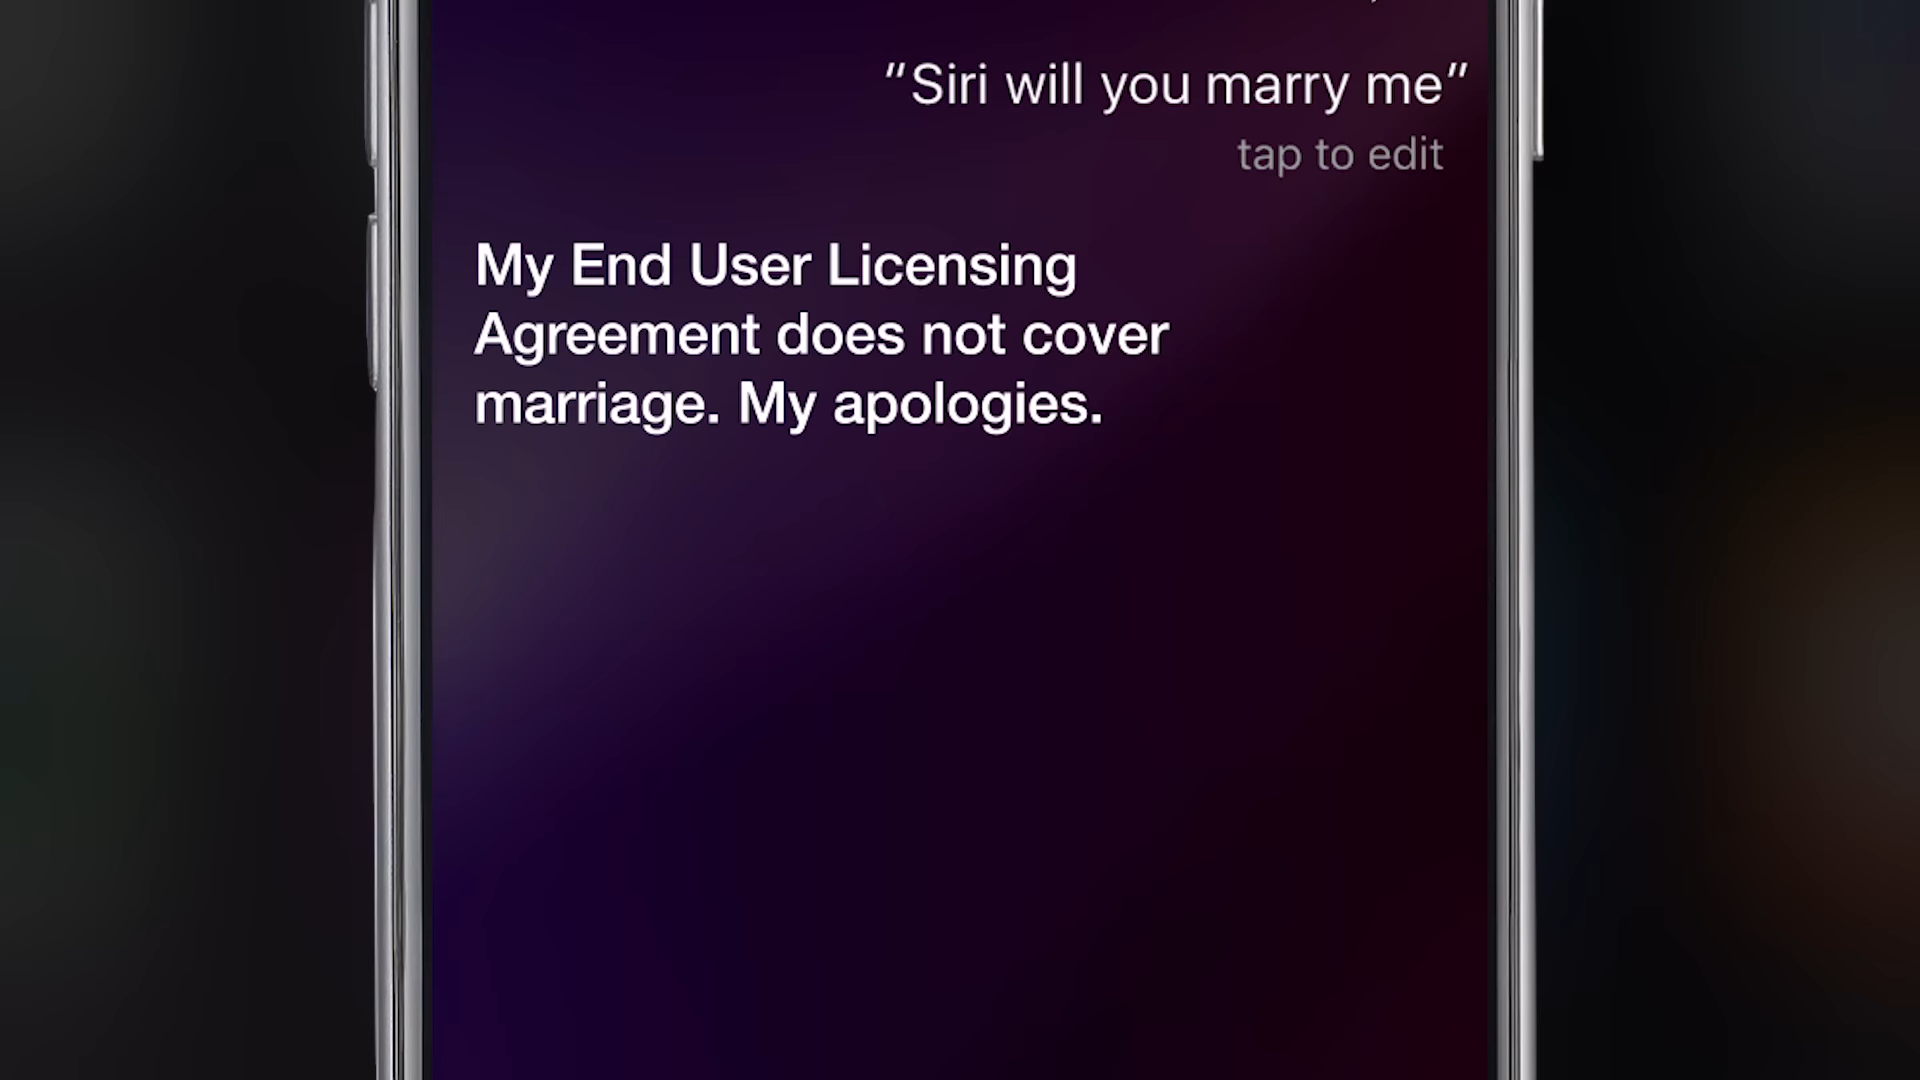 “Siri will you marry me”
tap to edit
My End User Licensing
Agreement does not cover
marriage. My apologies.